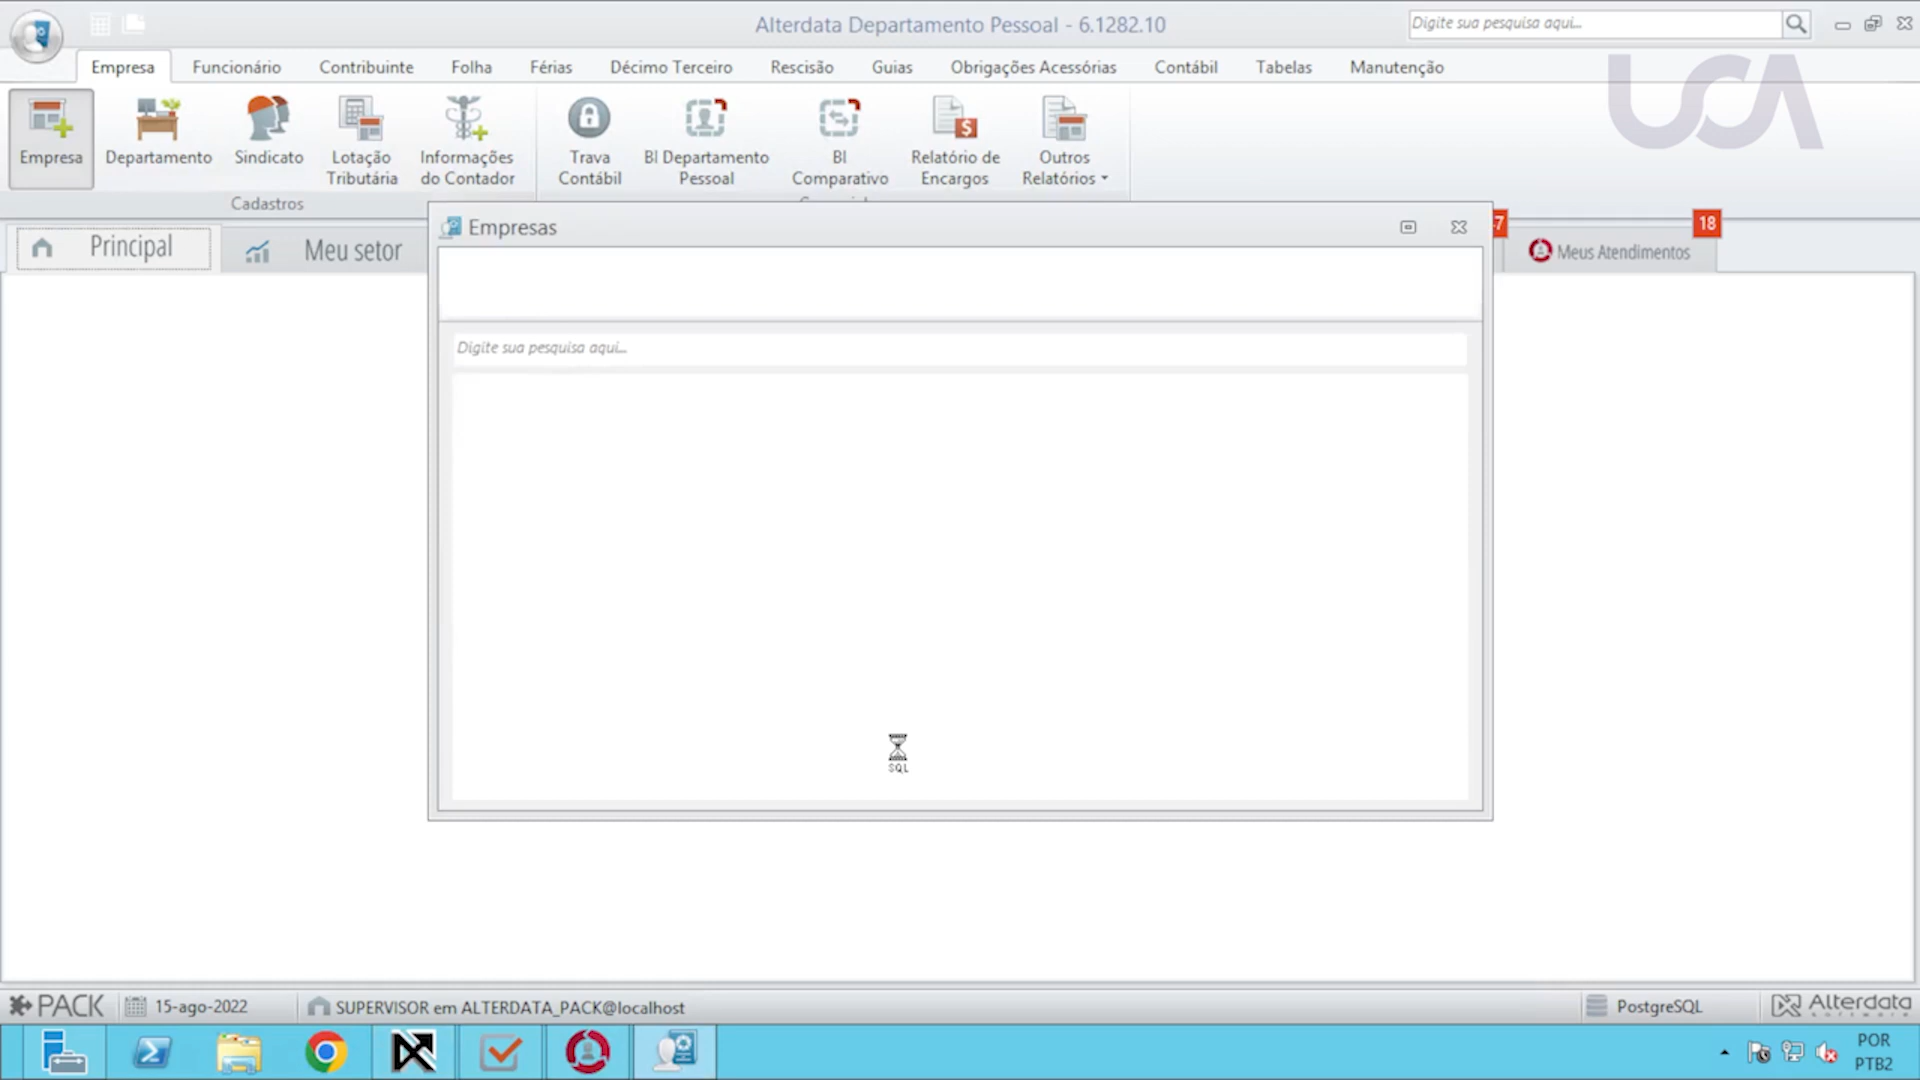 Alterdata Departamento Pessoal - 6.1282.10
Digite sua pesquisa aqui...
UCA
Empresa
Funcionário
Contribuinte
Folha
Férias
Décimo Terceiro
Rescisão
Guias
Obrigações Acessórias
Contábil
Tabelas
Manutenção
Empresa
Departamento
Sindicato
Lotação
Tributária
Informações
do Contador
Trava
Contábil
BI Departamento
Pessoal
BI
Comparativo
Relatório de
Encargos
Outros
Relatórios
Cadastros
Principal
Meu setor
Empresas
7
Meus Atendimentos
18
Digite sua pesquisa aqui...
SQL
PACK
15-ago-2022
SUPERVISOR em ALTERDATA_PACK@localhost
PostgreSQL
Alterdata
software
POR
PTB2